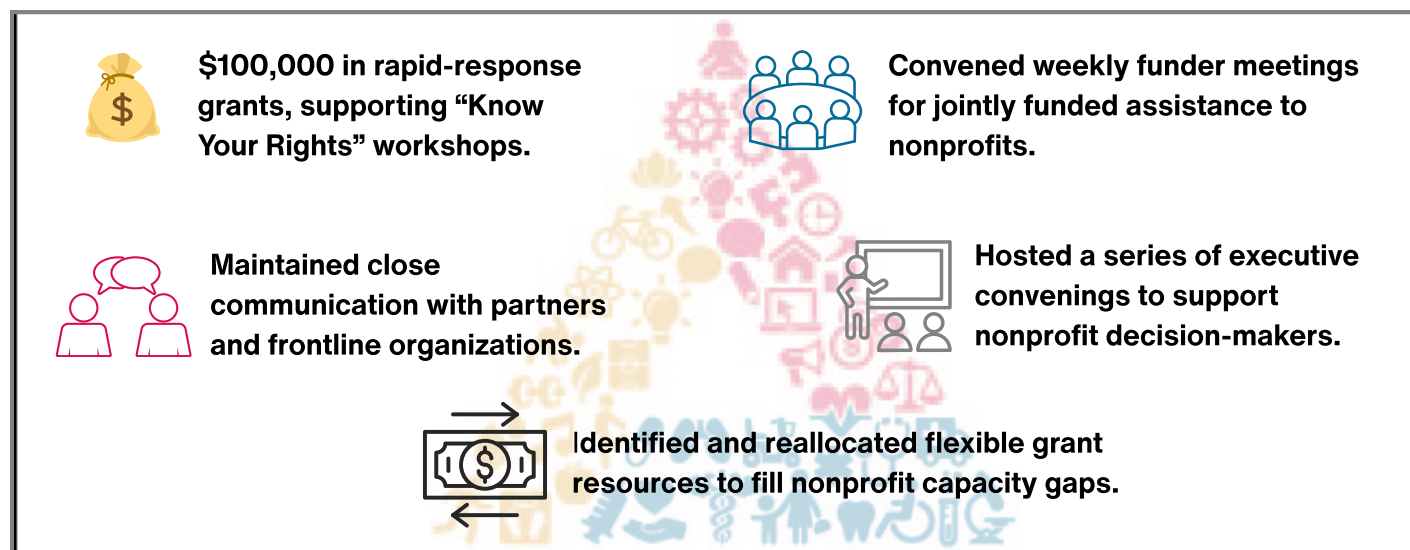 $100,000 in rapid-response
grants, supporting “Know
Your Rights” workshops.
Convened weekly funder meetings
for jointly funded assistance to
nonprofits.
Maintained close
communication with partners
and frontline organizations.
Hosted a series of executive
convenings to support
nonprofit decision-makers.
Identified and reallocated flexible grant
resources to fill nonprofit capacity gaps.